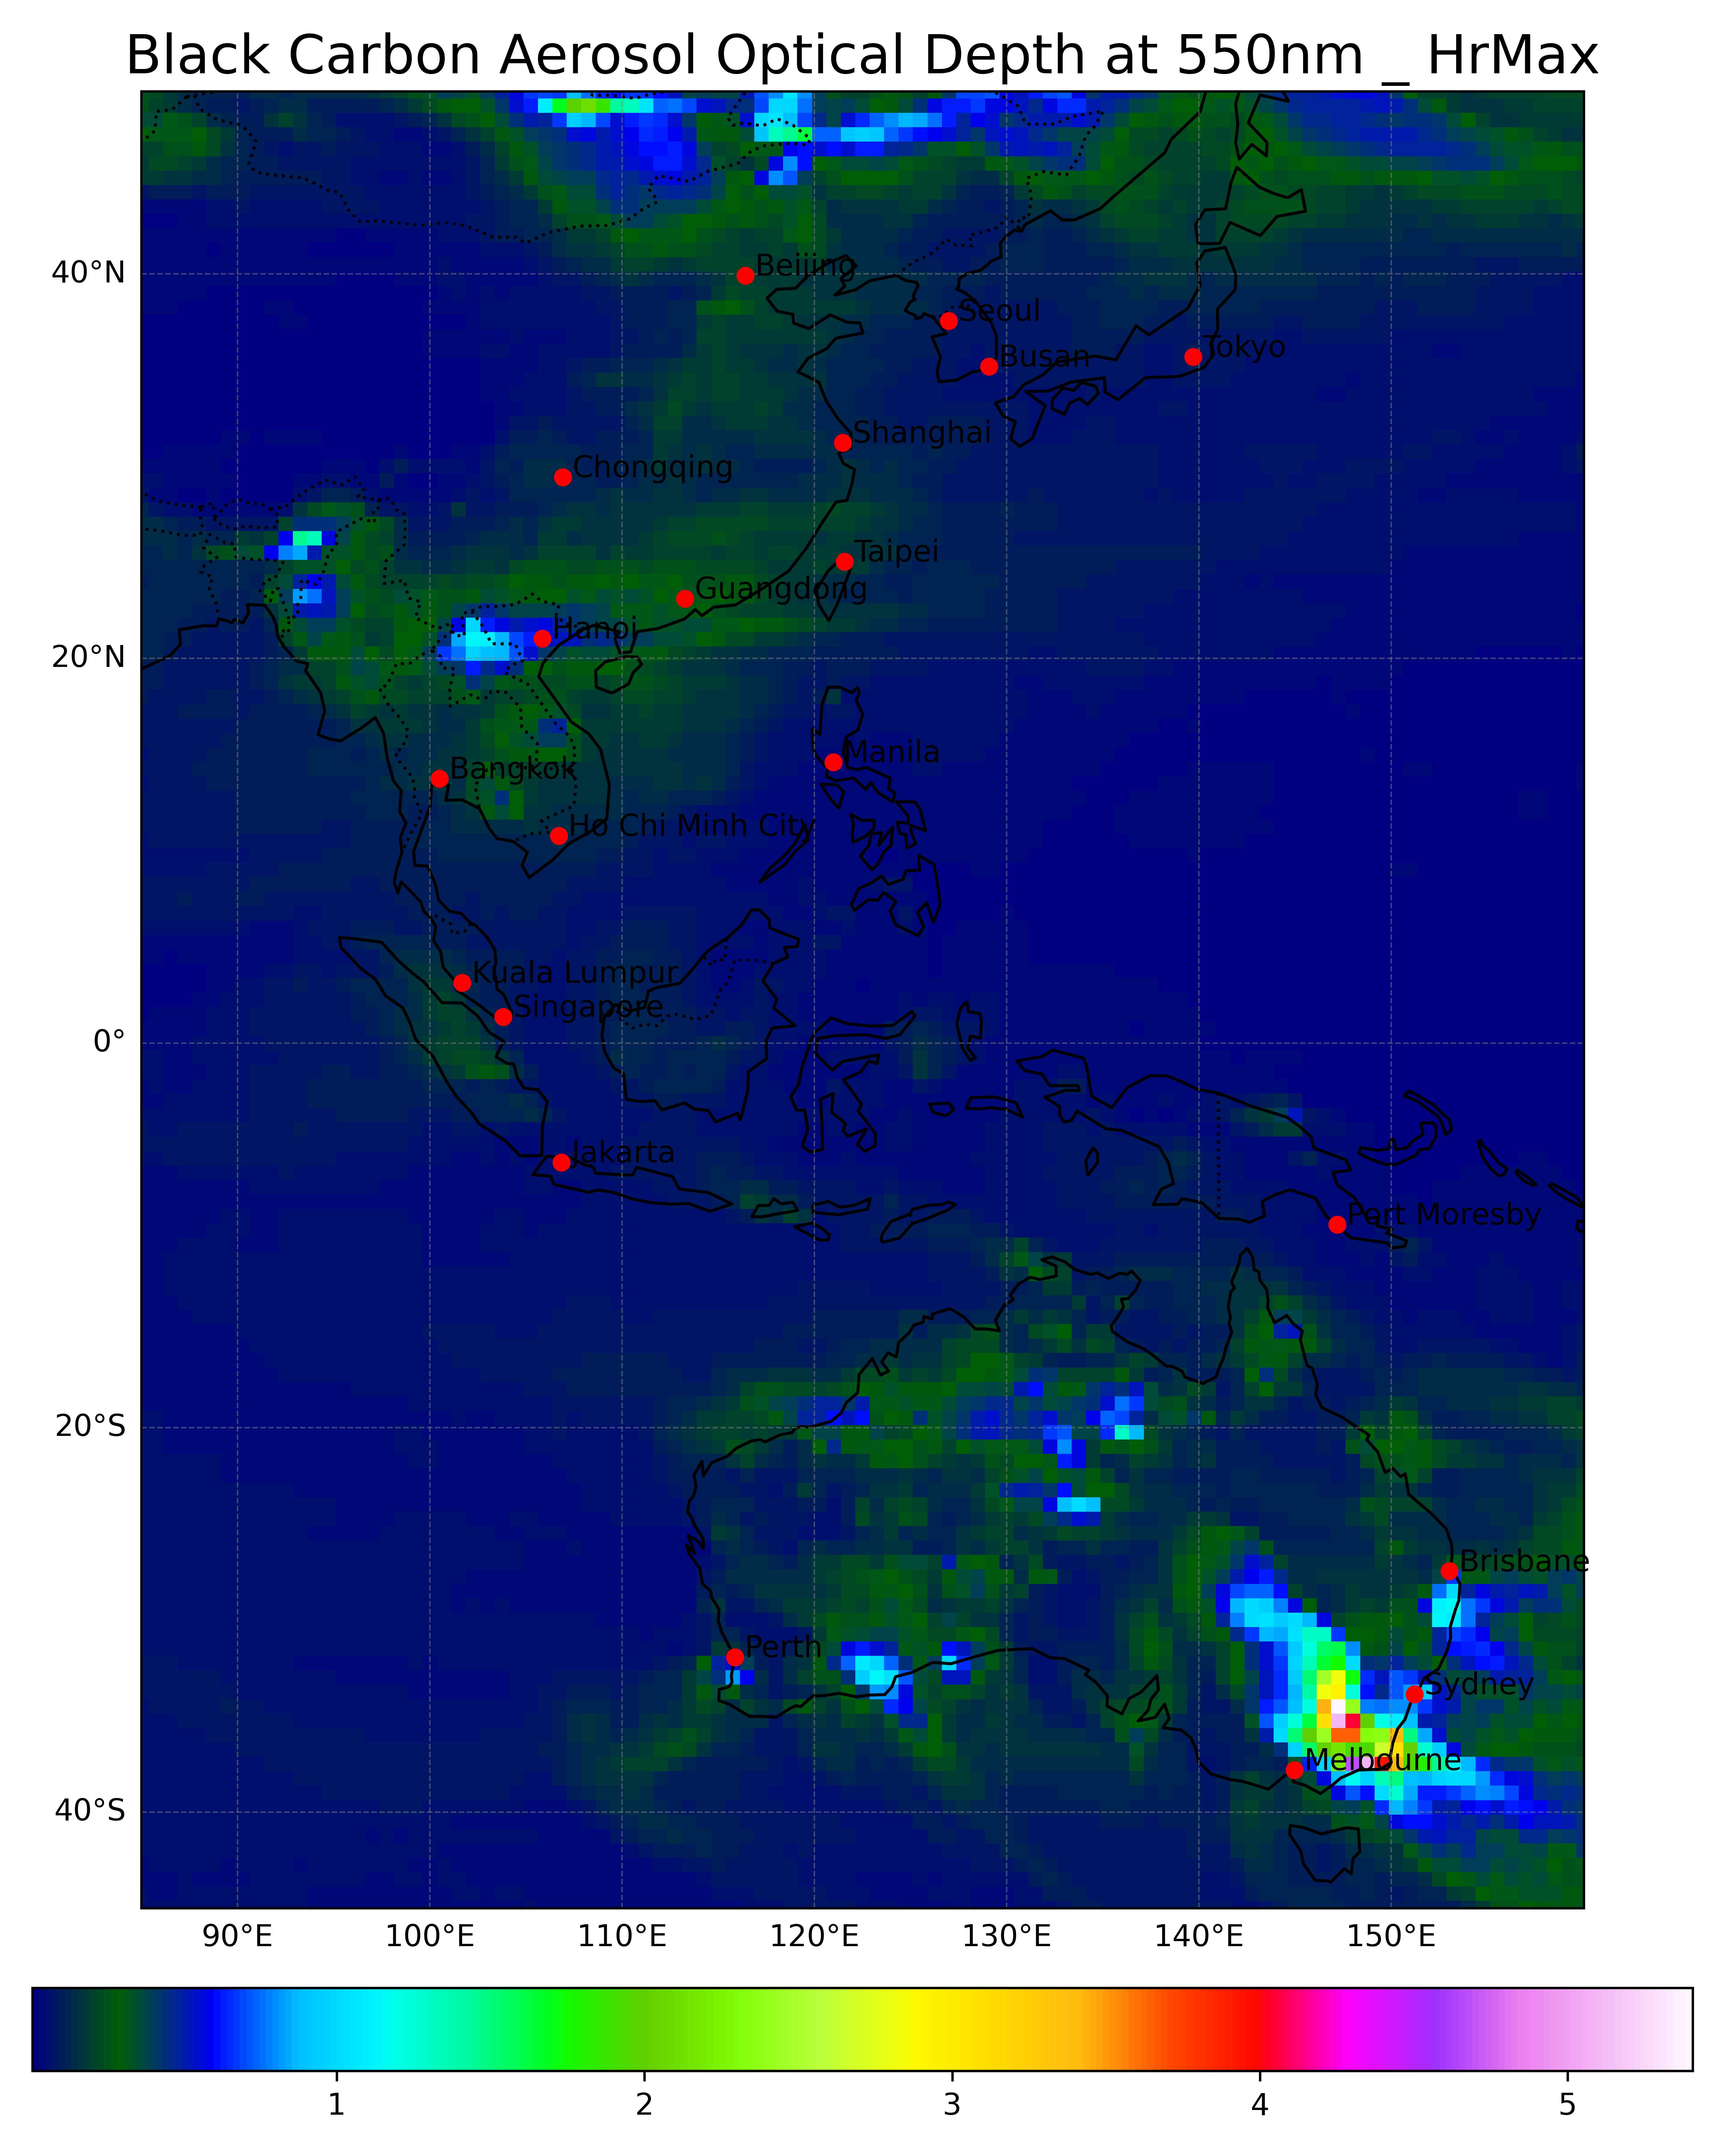 Black Carbon Aerosol Optical Depth at 550nm _ HrMax
40°N
Beijing
Seoul
Busan
Tokyo
Shanghai
Chongqing
Taipei
Guangdong
Hanoi
20°N
Manila
Bangkok
Ho Chi Minh City
Kuala Lumpur
Singapore
0°
Jakarta
Port Moresby
20°S
Brisbane
Perth
Sydney
Melbourne
40°S
90°E 100°E 110°E 120°E 130°E 140°E 150°E
1 2 3 4 5